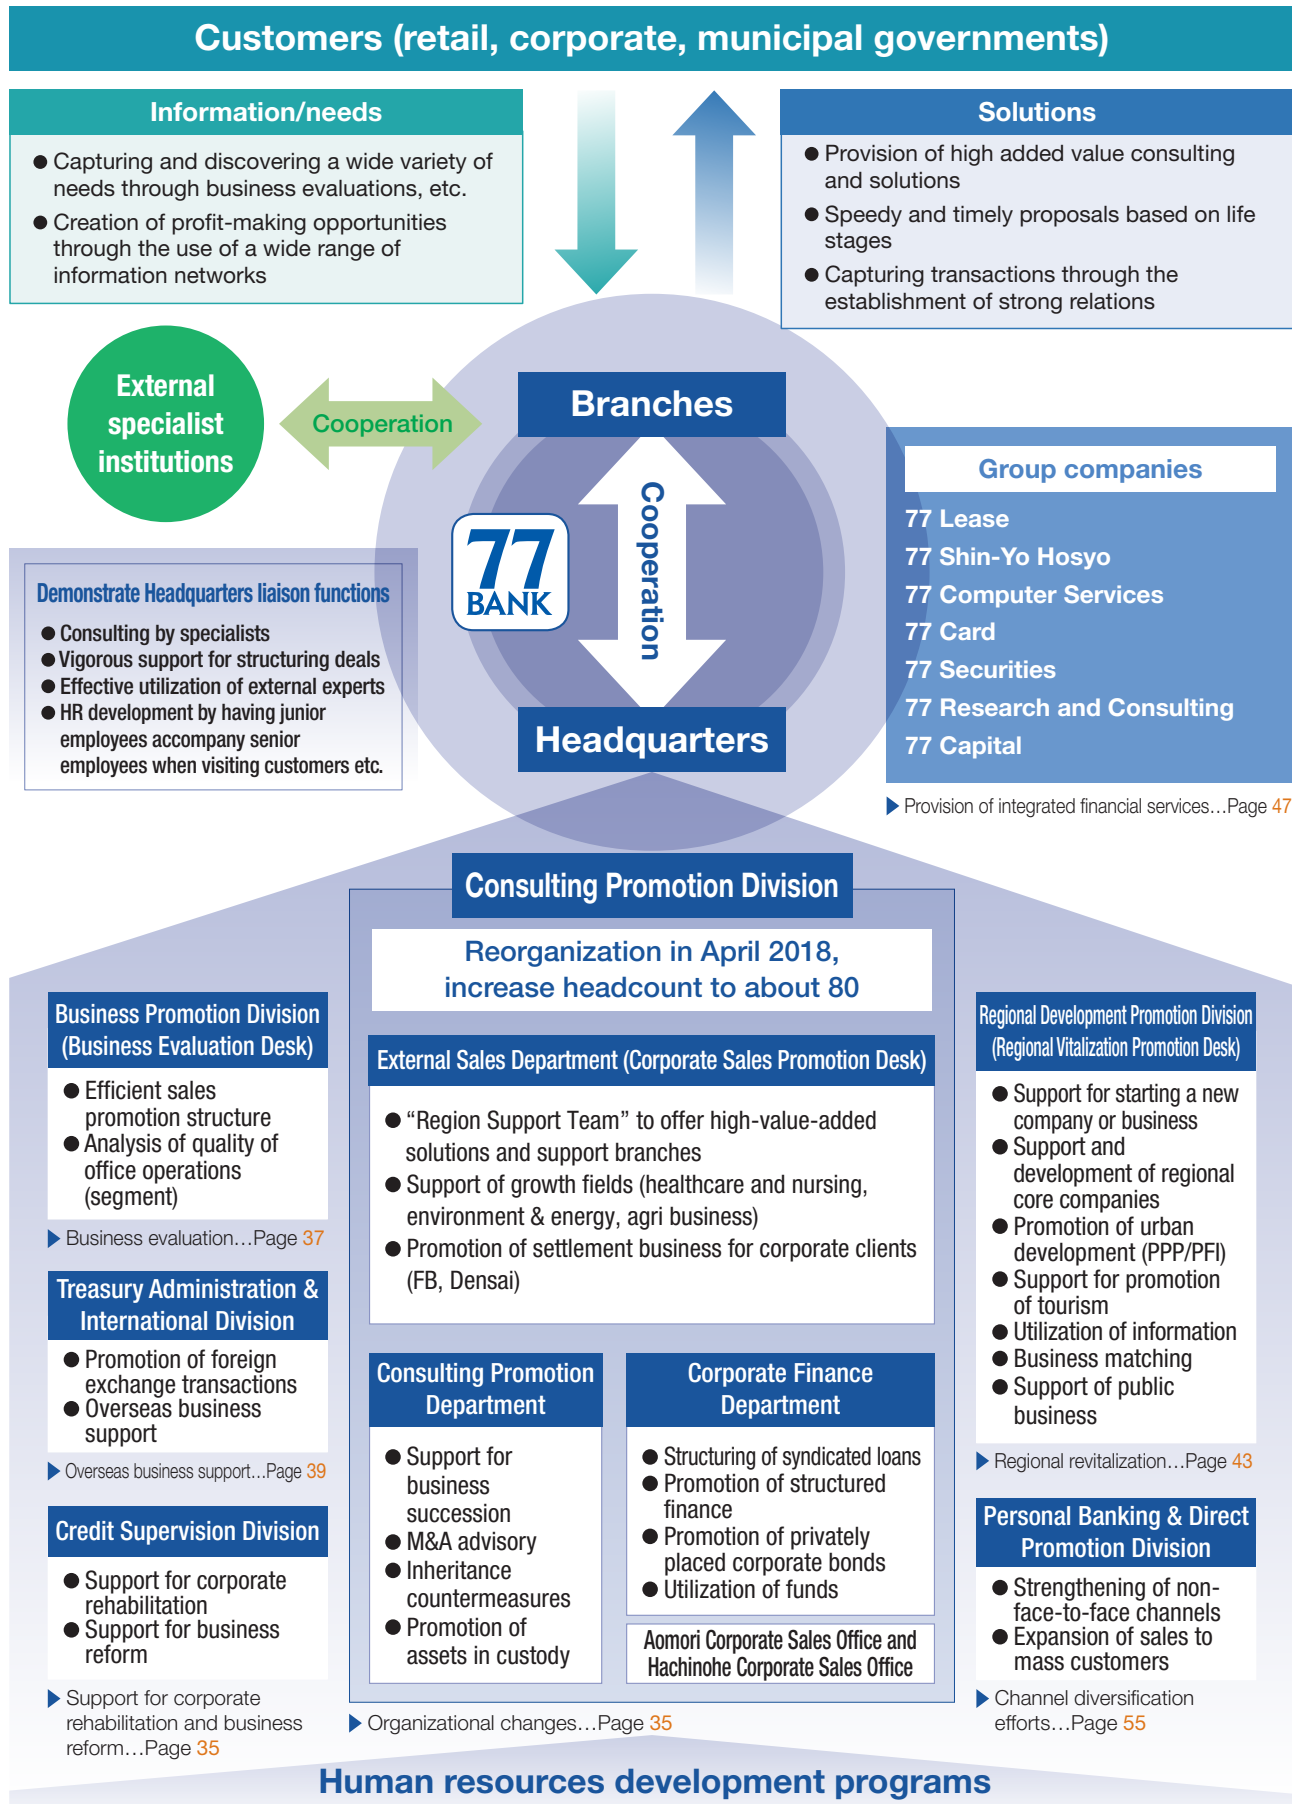 Customers (retail, corporate, municipal governments)
Information/needs
● Capturing and discovering a wide variety of
needs through business evaluations, etc.
● Creation of profit-making opportunities
through the use of a wide range of
information networks
Solutions
● Provision of high added value consulting
and solutions
● Speedy and timely proposals based on life
stages
● Capturing transactions through the
establishment of strong relations
External
specialist
institutions
Cooperation
Branches
Cooperation
77
BANK
Headquarters
Group companies
77 Lease
77 Shin-Yo Hosyo
77 Computer Services
77 Card
77 Securities
77 Research and Consulting
77 Capital
Provision of integrated financial services…Page 47
Demonstrate Headquarters liaison functions
● Consulting by specialists
● Vigorous support for structuring deals
● Effective utilization of external experts
● HR development by having junior
employees accompany senior
employees when visiting customers etc.
Consulting Promotion Division
Reorganization in April 2018,
increase headcount to about 80
Business Promotion Division
(Business Evaluation Desk)
● Efficient sales
promotion structure
● Analysis of quality of
office operations
(segment)
Business evaluation…Page 37
Treasury Administration &
International Division
● Promotion of foreign
exchange transactions
● Overseas business
support
Overseas business support…Page 39
Credit Supervision Division
● Support for corporate
rehabilitation
● Support for business
reform
Support for corporate
rehabilitation and business
reform…Page 35
External Sales Department (Corporate Sales Promotion Desk)
● “Region Support Team” to offer high-value-added
solutions and support branches
● Support of growth fields (healthcare and nursing,
environment & energy, agri business)
● Promotion of settlement business for corporate clients
(FB, Densai)
Consulting Promotion
Department
● Support for
business
succession
● M&A advisory
● Inheritance
countermeasures
● Promotion of
assets in custody
Corporate Finance
Department
● Structuring of syndicated loans
● Promotion of structured
finance
● Promotion of privately
placed corporate bonds
● Utilization of funds
Aomori Corporate Sales Office and
Hachinohe Corporate Sales Office
Organizational changes…Page 35
Regional Development Promotion Division
(Regional Vitalization Promotion Desk)
● Support for starting a new
company or business
● Support and
development of regional
core companies
● Promotion of urban
development (PPP/PFI)
● Support for promotion
of tourism
● Utilization of information
● Business matching
● Support of public
business
Regional revitalization…Page 43
Personal Banking & Direct
Promotion Division
● Strengthening of non-
face-to-face channels
● Expansion of sales to
mass customers
Channel diversification
efforts…Page 55
Human resources development programs